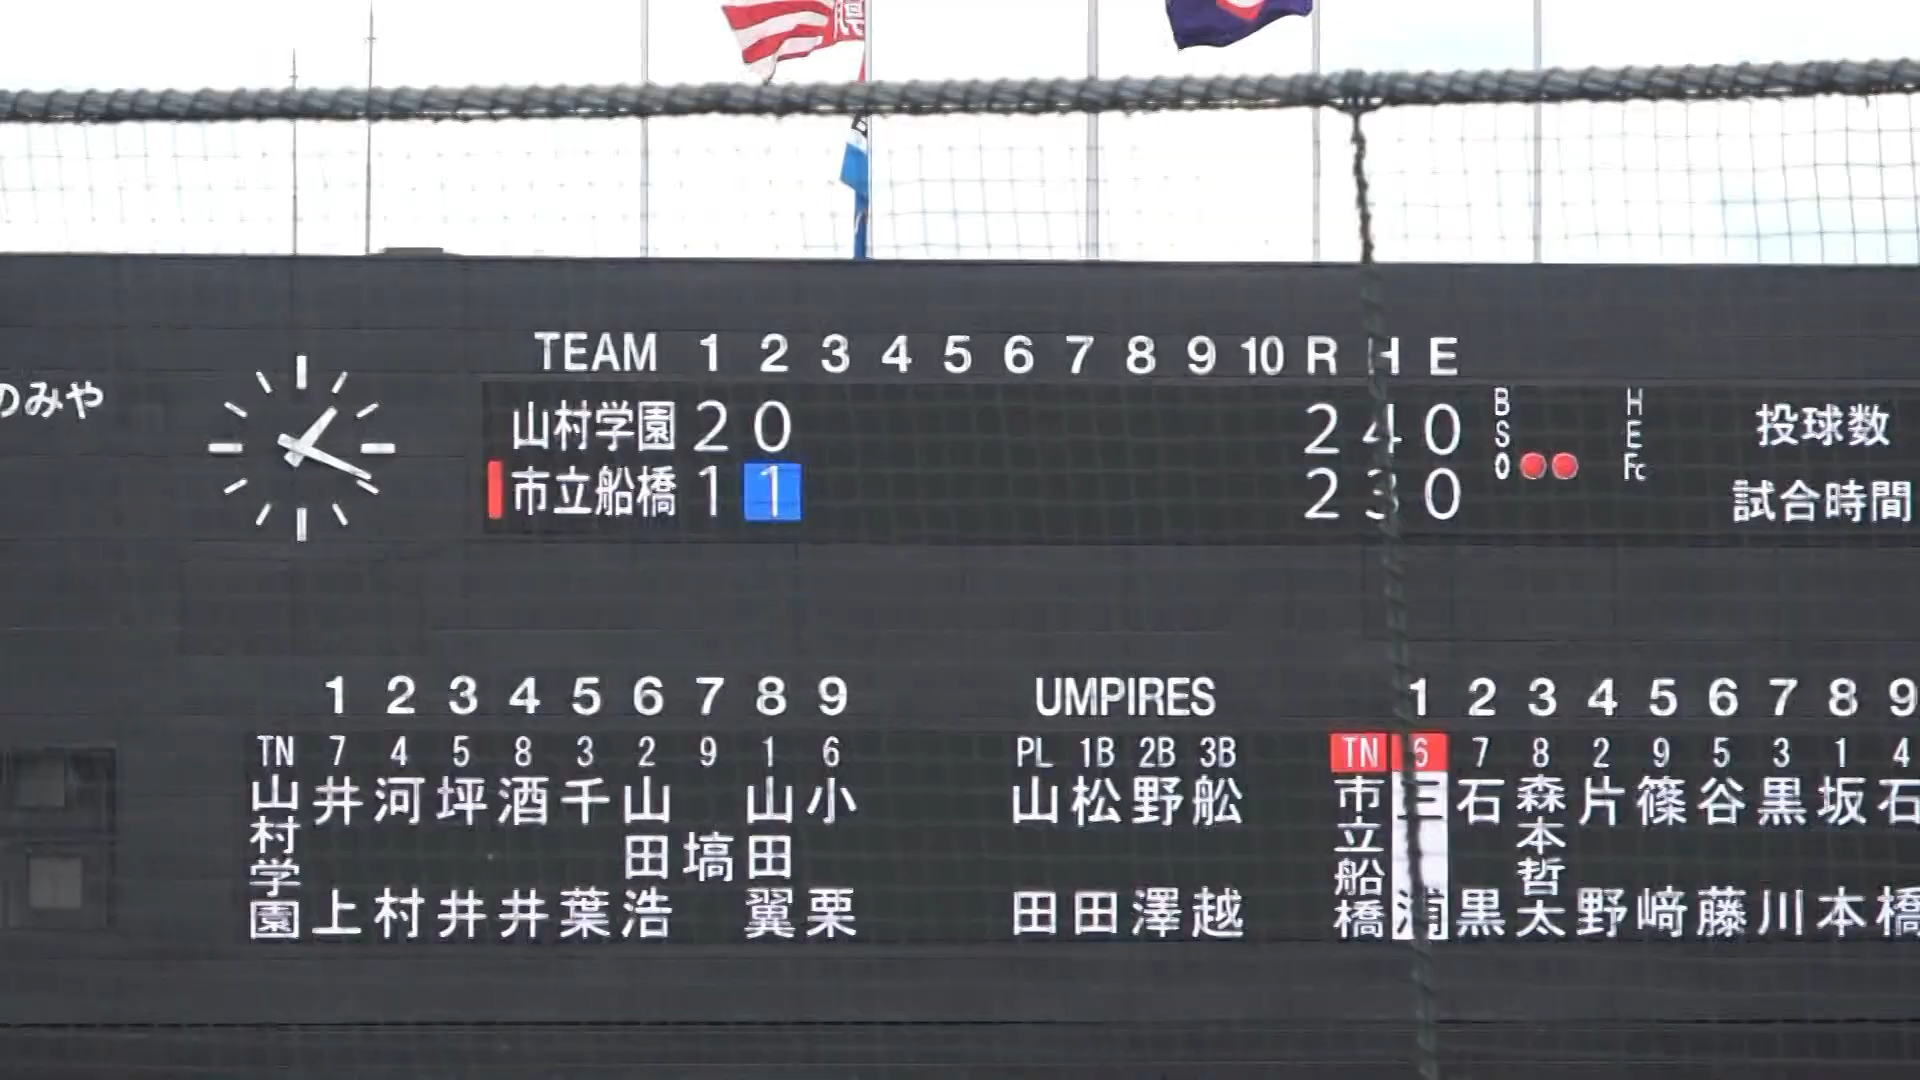 のみや
TEAM 1 2 3 4 5 6 7 8 9 10 R H E
山村学園 2 0 2 4 0
市立船橋 1 1 2 3 0
B
S
O
H
E
Fc
投球数
試合時間
1 2 3 4 5 6 7 8 9
TN 7 4 5 8 3 2 9 1 6
山村学園
井上
河村
坪井
酒井
千葉
山田浩
塙
山田翼
小栗
UMPIRES
PL 1B 2B 3B
山田
松田
野澤
舩越
1 2 3 4 5 6 7 8 9
TN 6 7 8 2 9 5 3 1 4
市立船橋
三浦
石黒
森本哲太
片野
篠﨑
谷藤
黒川
坂本
石橋